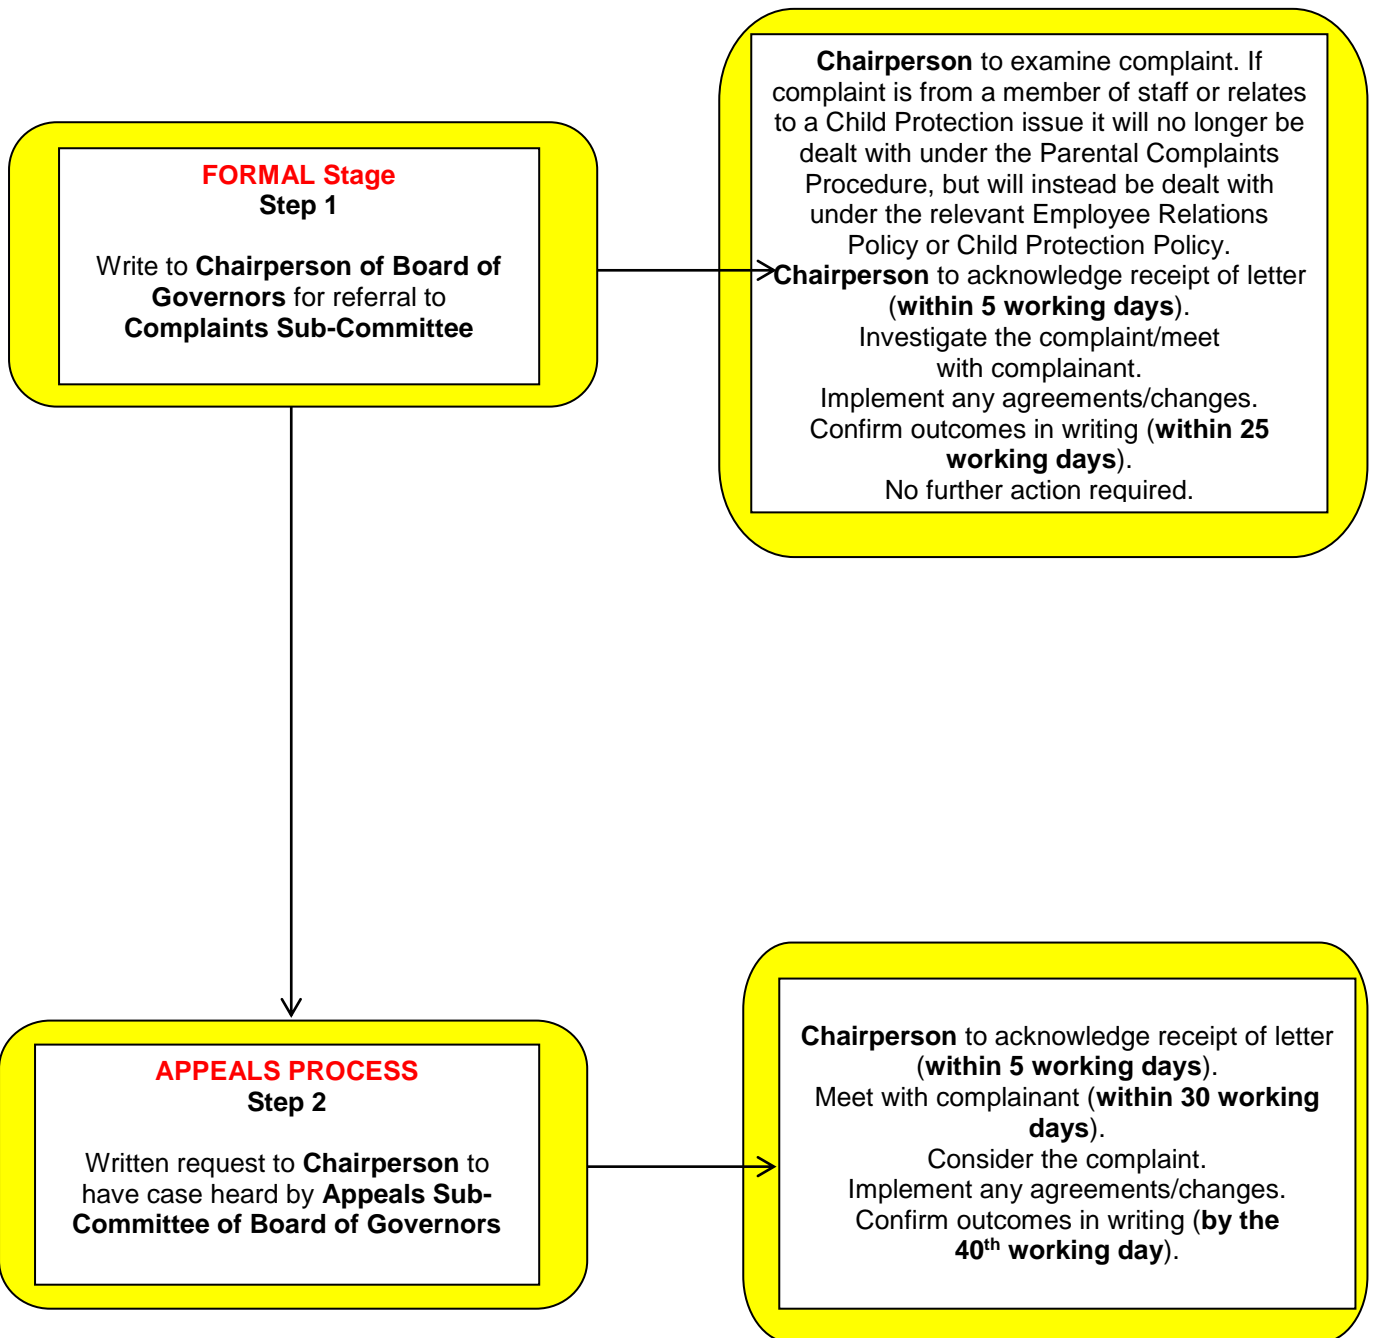 FORMAL Stage
Step 1
Write to Chairperson of Board of
Governors for referral to
Complaints Sub-Committee
Chairperson to examine complaint. If
complaint is from a member of staff or relates
to a Child Protection issue it will no longer be
dealt with under the Parental Complaints
Procedure, but will instead be dealt with
under the relevant Employee Relations
Policy or Child Protection Policy.
Chairperson to acknowledge receipt of letter
(within 5 working days).
Investigate the complaint/meet
with complainant.
Implement any agreements/changes.
Confirm outcomes in writing (within 25
working days).
No further action required.
APPEALS PROCESS
Step 2
Written request to Chairperson to
have case heard by Appeals Sub-
Committee of Board of Governors
Chairperson to acknowledge receipt of letter
(within 5 working days).
Meet with complainant (within 30 working
days).
Consider the complaint.
Implement any agreements/changes.
Confirm outcomes in writing (by the
40th working day).